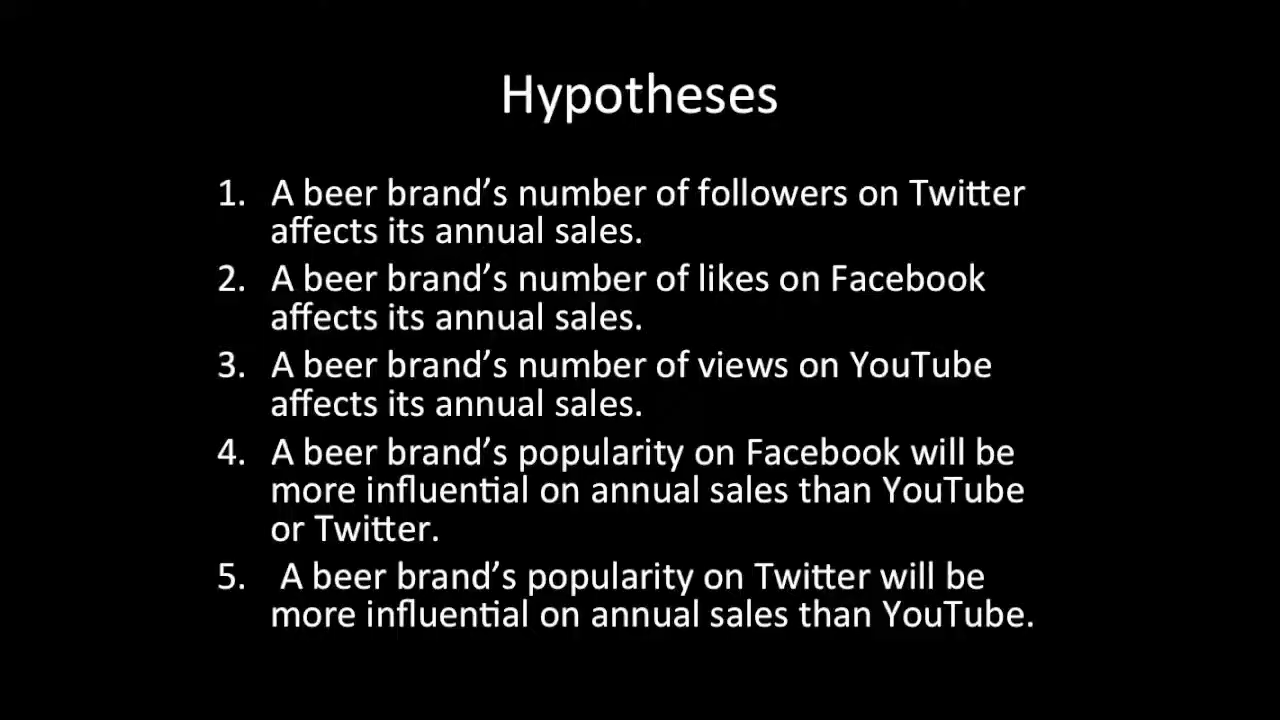 Hypotheses
1. A beer brand’s number of followers on Twitter
affects its annual sales.
2. A beer brand’s number of likes on Facebook
affects its annual sales.
3. A beer brand’s number of views on YouTube
affects its annual sales.
4. A beer brand’s popularity on Facebook will be
more influential on annual sales than YouTube
or Twitter.
5. A beer brand’s popularity on Twitter will be
more influential on annual sales than YouTube.